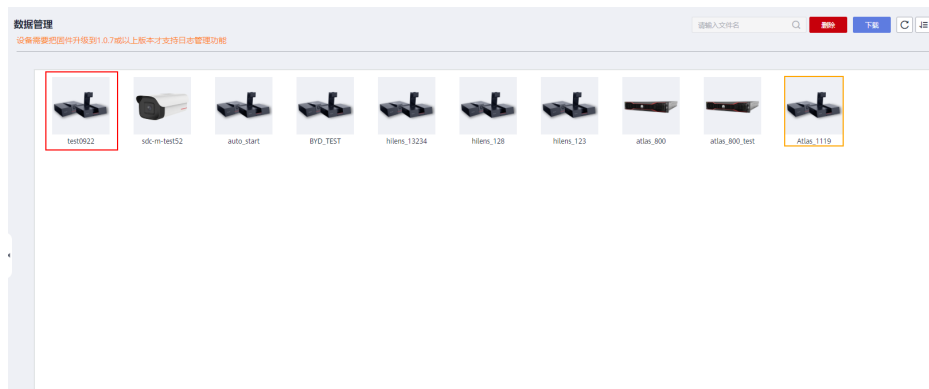 数据管理
请输入文件名
删除
下载
设备需要把固件升级到1.0.7或以上版本才支持日志管理功能
test0922
sdc-m-test52
auto_start
BYD_TEST
hilens_13234
hilens_128
hilens_123
atlas_800
atlas_800_test
Atlas_1119